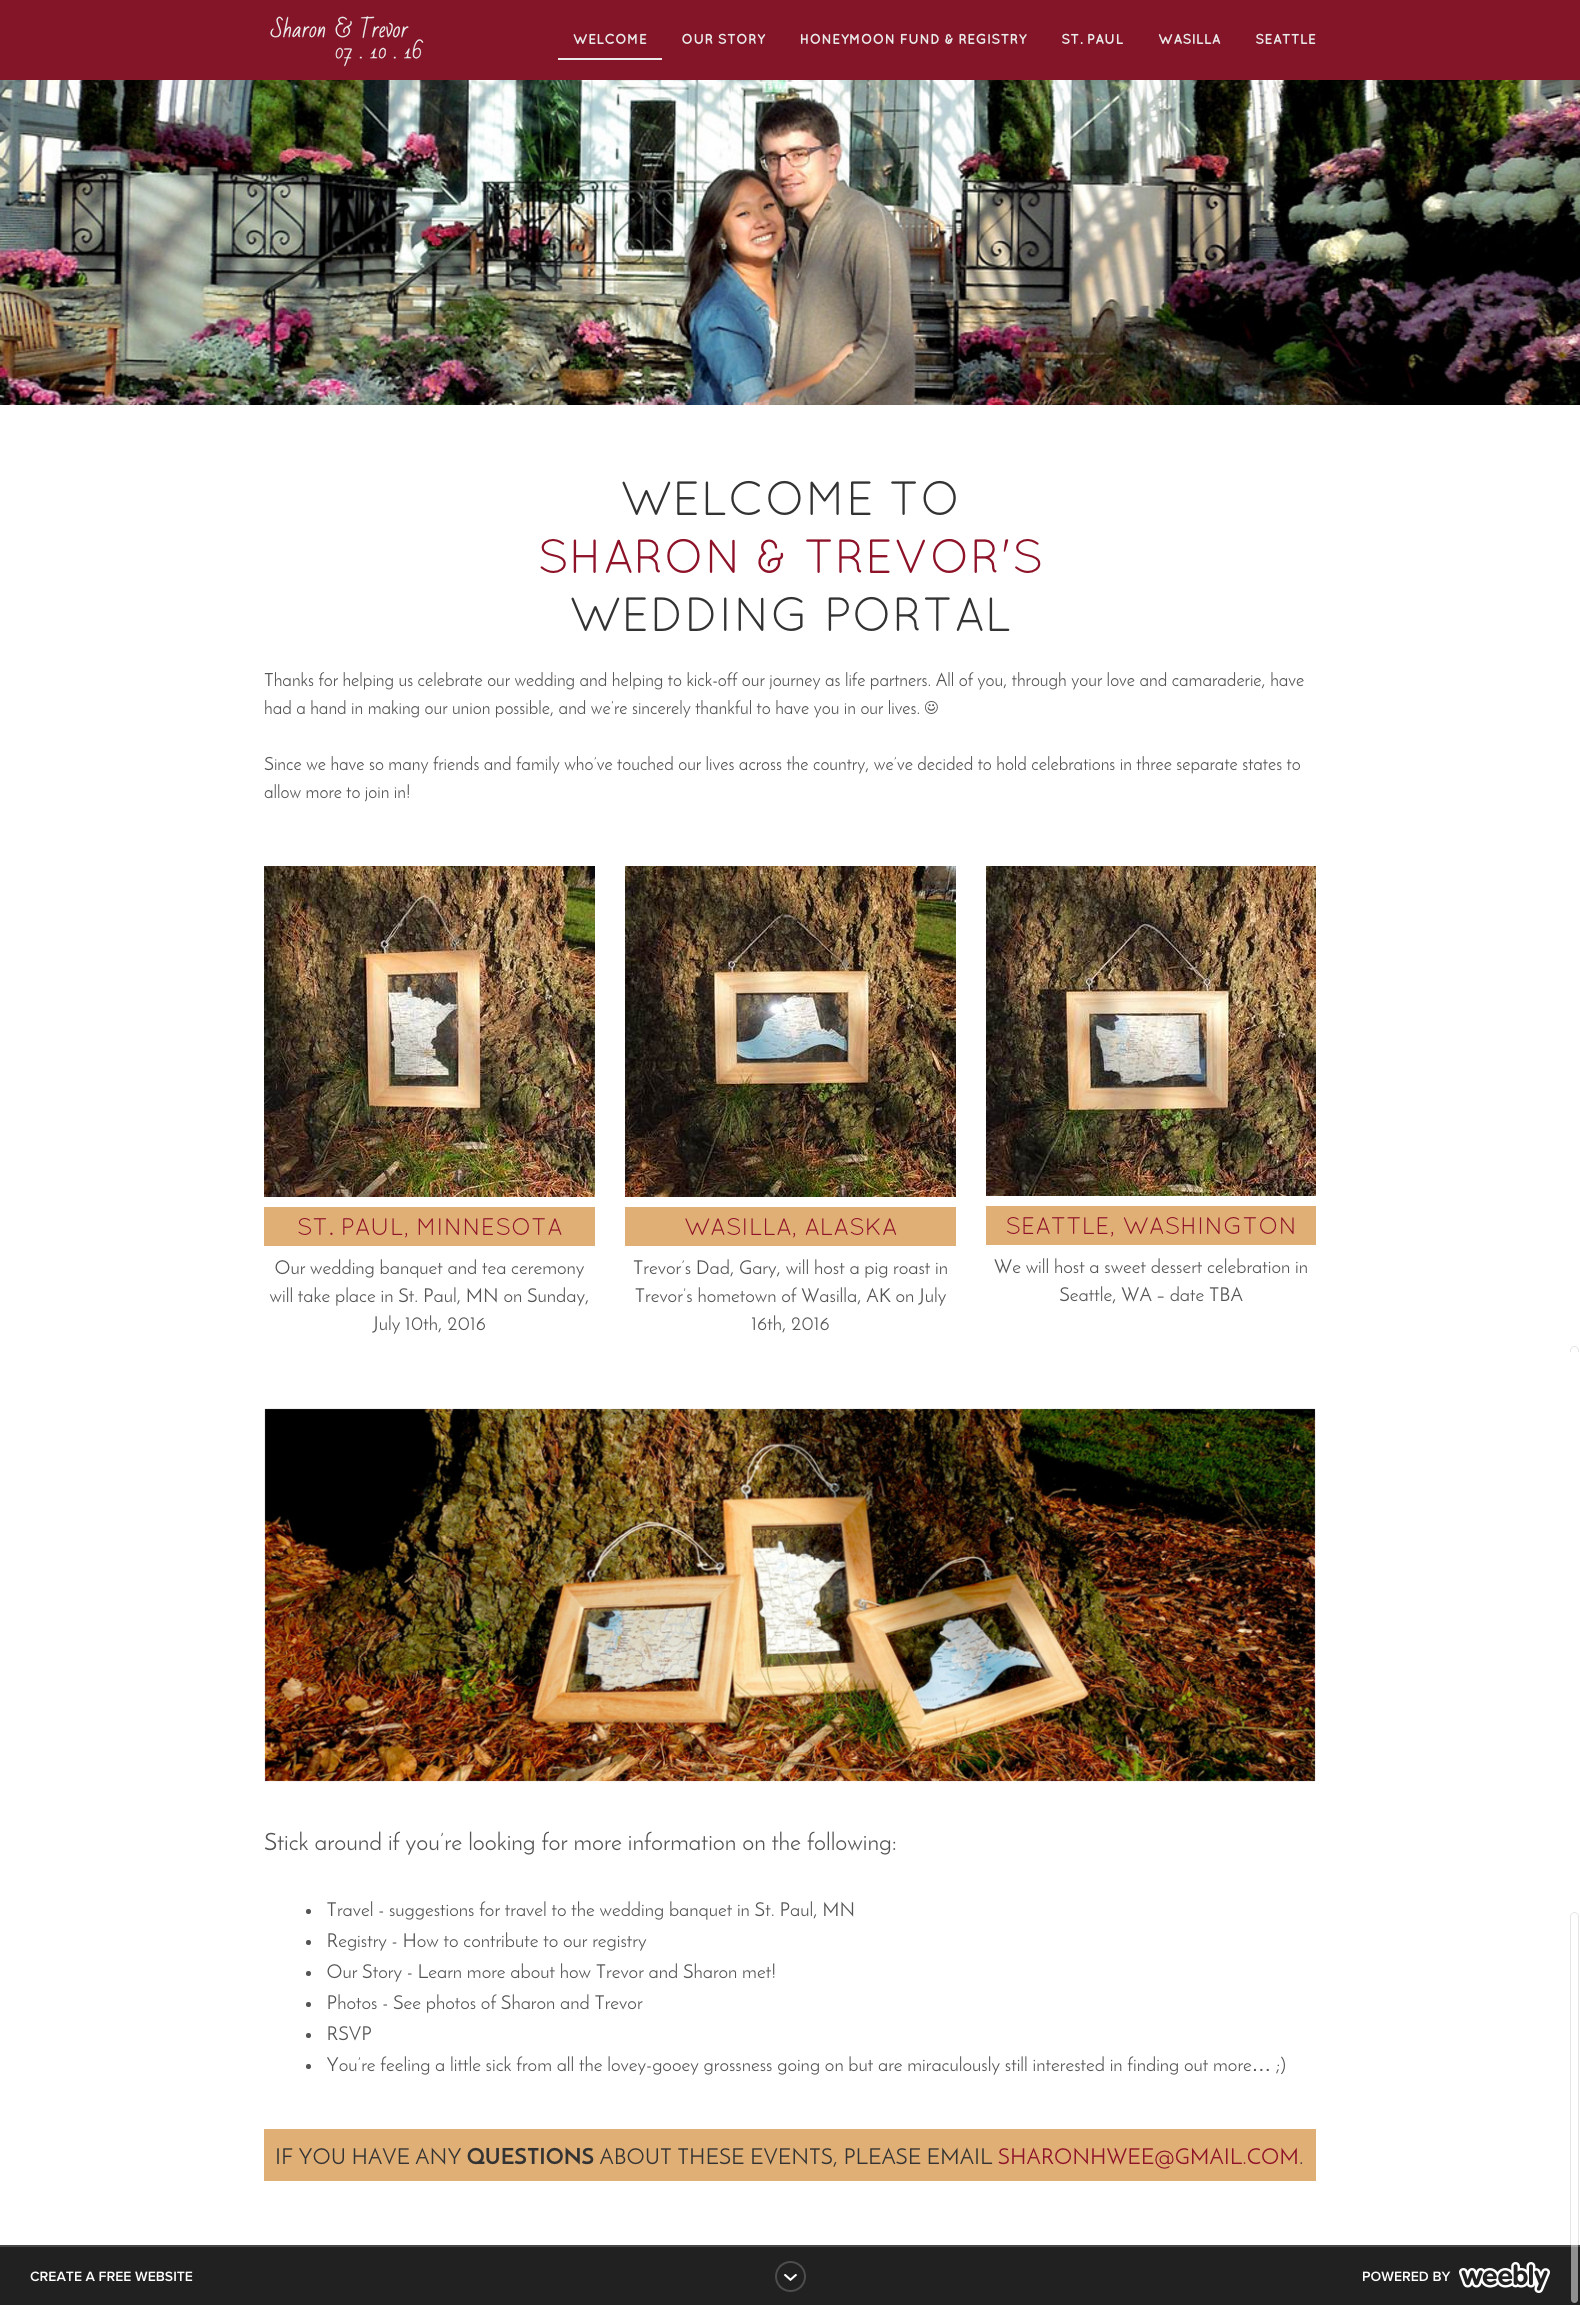 Sharon & Trevor
07 . 10 . 16
WELCOME
OUR STORY
HONEYMOON FUND & REGISTRY
ST. PAUL
WASILLA
SEATTLE
WELCOME TO
SHARON & TREVOR'S
WEDDING PORTAL
Thanks for helping us celebrate our wedding and helping to kick-off our journey as life partners. All of you, through your love and camaraderie, have
had a hand in making our union possible, and we're sincerely thankful to have you in our lives. ☺
Since we have so many friends and family who've touched our lives across the country, we've decided to hold celebrations in three separate states to
allow more to join in!
ST. PAUL, MINNESOTA
Our wedding banquet and tea ceremony
will take place in St. Paul, MN on Sunday,
July 10th, 2016
WASILLA, ALASKA
Trevor's Dad, Gary, will host a pig roast in
Trevor's hometown of Wasilla, AK on July
16th, 2016
SEATTLE, WASHINGTON
We will host a sweet dessert celebration in
Seattle, WA – date TBA
Stick around if you're looking for more information on the following:
• Travel - suggestions for travel to the wedding banquet in St. Paul, MN
• Registry - How to contribute to our registry
• Our Story - Learn more about how Trevor and Sharon met!
• Photos - See photos of Sharon and Trevor
• RSVP
• You're feeling a little sick from all the lovey-gooey grossness going on but are miraculously still interested in finding out more... ;)
IF YOU HAVE ANY QUESTIONS ABOUT THESE EVENTS, PLEASE EMAIL SHARONHWEE@GMAIL.COM.
CREATE A FREE WEBSITE
POWERED BY weebly